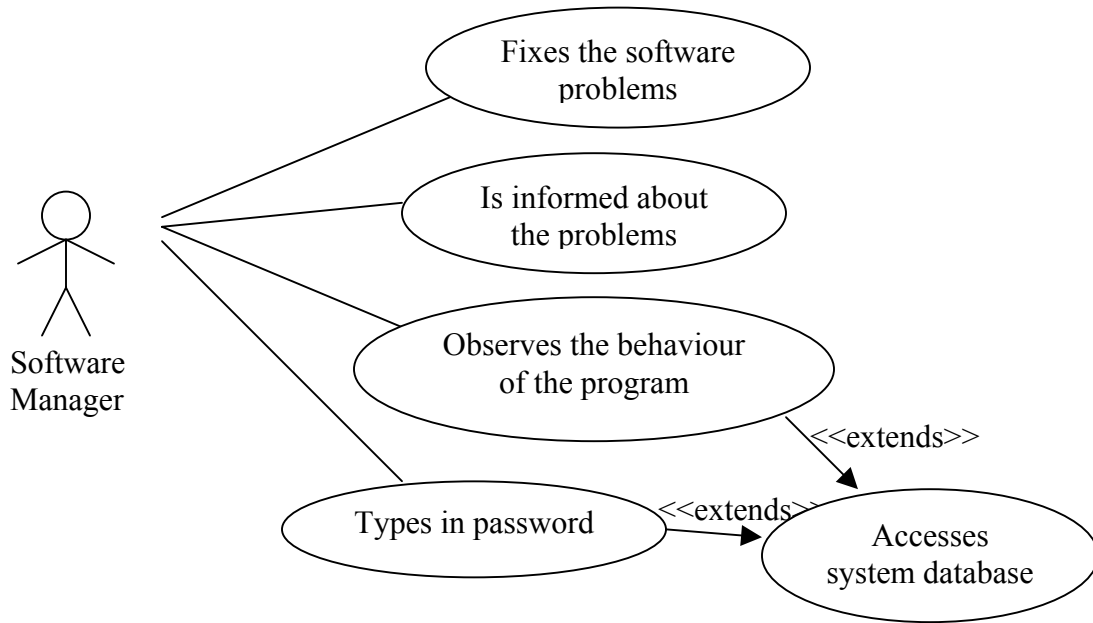 Fixes the software
problems
Is informed about
the problems
Software
Manager
Observes the behaviour
of the program
<<extends>>
Types in password
<<extends>>
Accesses
system database